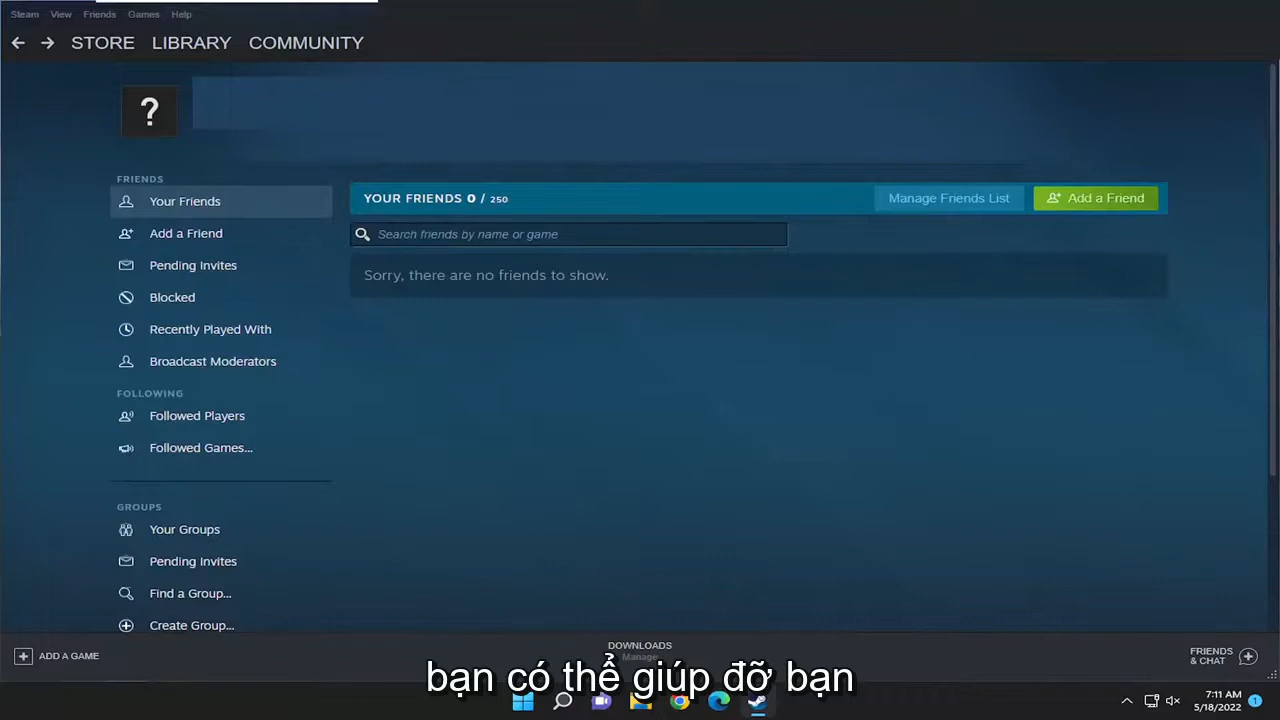 Steam View Friends Games Help
STORE LIBRARY COMMUNITY
?
FRIENDS
Your Friends
Add a Friend
Pending Invites
Blocked
Recently Played With
Broadcast Moderators
FOLLOWING
Followed Players
Followed Games...
GROUPS
Your Groups
Pending Invites
Find a Group...
Create Group...
YOUR FRIENDS 0 / 250
Manage Friends List
Add a Friend
Search friends by name or game
Sorry, there are no friends to show.
ADD A GAME
DOWNLOADS
Manage
FRIENDS
& CHAT
bạn có thể giúp đỡ bạn
7:11 AM
5/18/2022
1